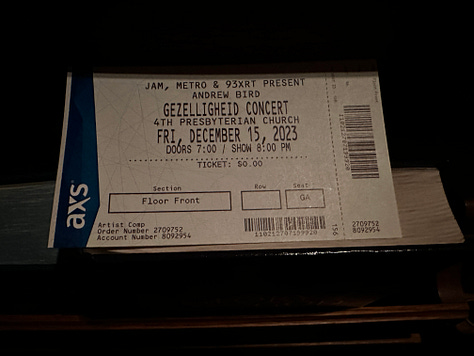 JAM, METRO & 93XRT PRESENT
ANDREW BIRD
GEZELLIGHEID CONCERT
4TH PRESBYTERIAN CHURCH
FRI, DECEMBER 15, 2023
DOORS 7:00 / SHOW 8:00 PM
TICKET: $0.00
axs
Section
Row
Seat
Floor Front
GA
Artist Comp
Order Number 2709752
Account Number 8092954
156
2709752
8092954